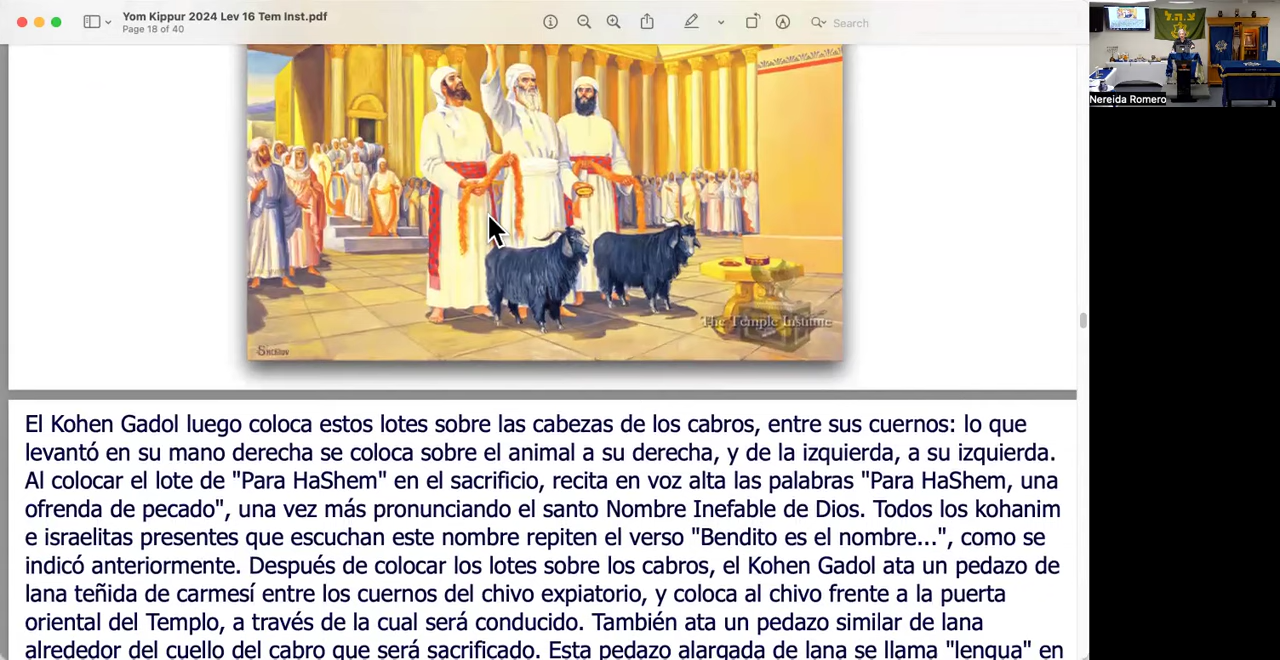 Yom Kippur 2024 Lev 16 Tem Inst.pdf
Page 18 of 40
Search
Nereida Romero
The Temple Institute
El Kohen Gadol luego coloca estos lotes sobre las cabezas de los cabros, entre sus cuernos: lo que
levantó en su mano derecha se coloca sobre el animal a su derecha, y de la izquierda, a su izquierda.
Al colocar el lote de "Para HaShem" en el sacrificio, recita en voz alta las palabras "Para HaShem, una
ofrenda de pecado", una vez más pronunciando el santo Nombre Inefable de Dios. Todos los kohanim
e israelitas presentes que escuchan este nombre repiten el verso "Bendito es el nombre...", como se
indicó anteriormente. Después de colocar los lotes sobre los cabros, el Kohen Gadol ata un pedazo de
lana teñida de carmesí entre los cuernos del chivo expiatorio, y coloca al chivo frente a la puerta
oriental del Templo, a través de la cual será conducido. También ata un pedazo similar de lana
alrededor del cuello del cabro que será sacrificado. Esta pedazo alargada de lana se llama "lengua" en